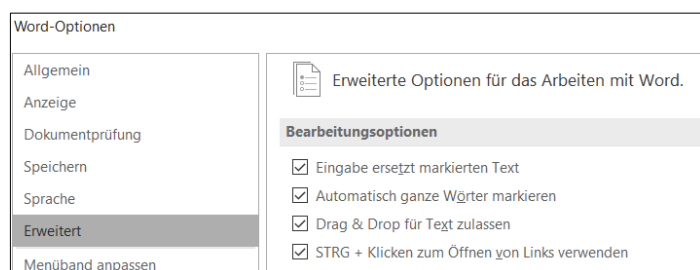 Word-Optionen
Allgemein
Anzeige
Dokumentprüfung
Speichern
Sprache
Erweitert
Menüband anpassen
Erweiterte Optionen für das Arbeiten mit Word.
Bearbeitungsoptionen
Eingabe ersetzt markierten Text
Automatisch ganze Wörter markieren
Drag & Drop für Text zulassen
STRG + Klicken zum Öffnen von Links verwenden